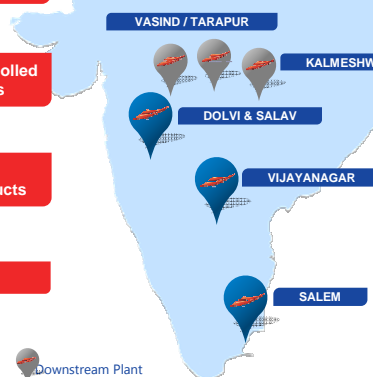 VASIND / TARAPUR
KALMESHW
olled
s
DOLVI & SALAV
VIJAYANAGAR
ucts
SALEM
Downstream Plant